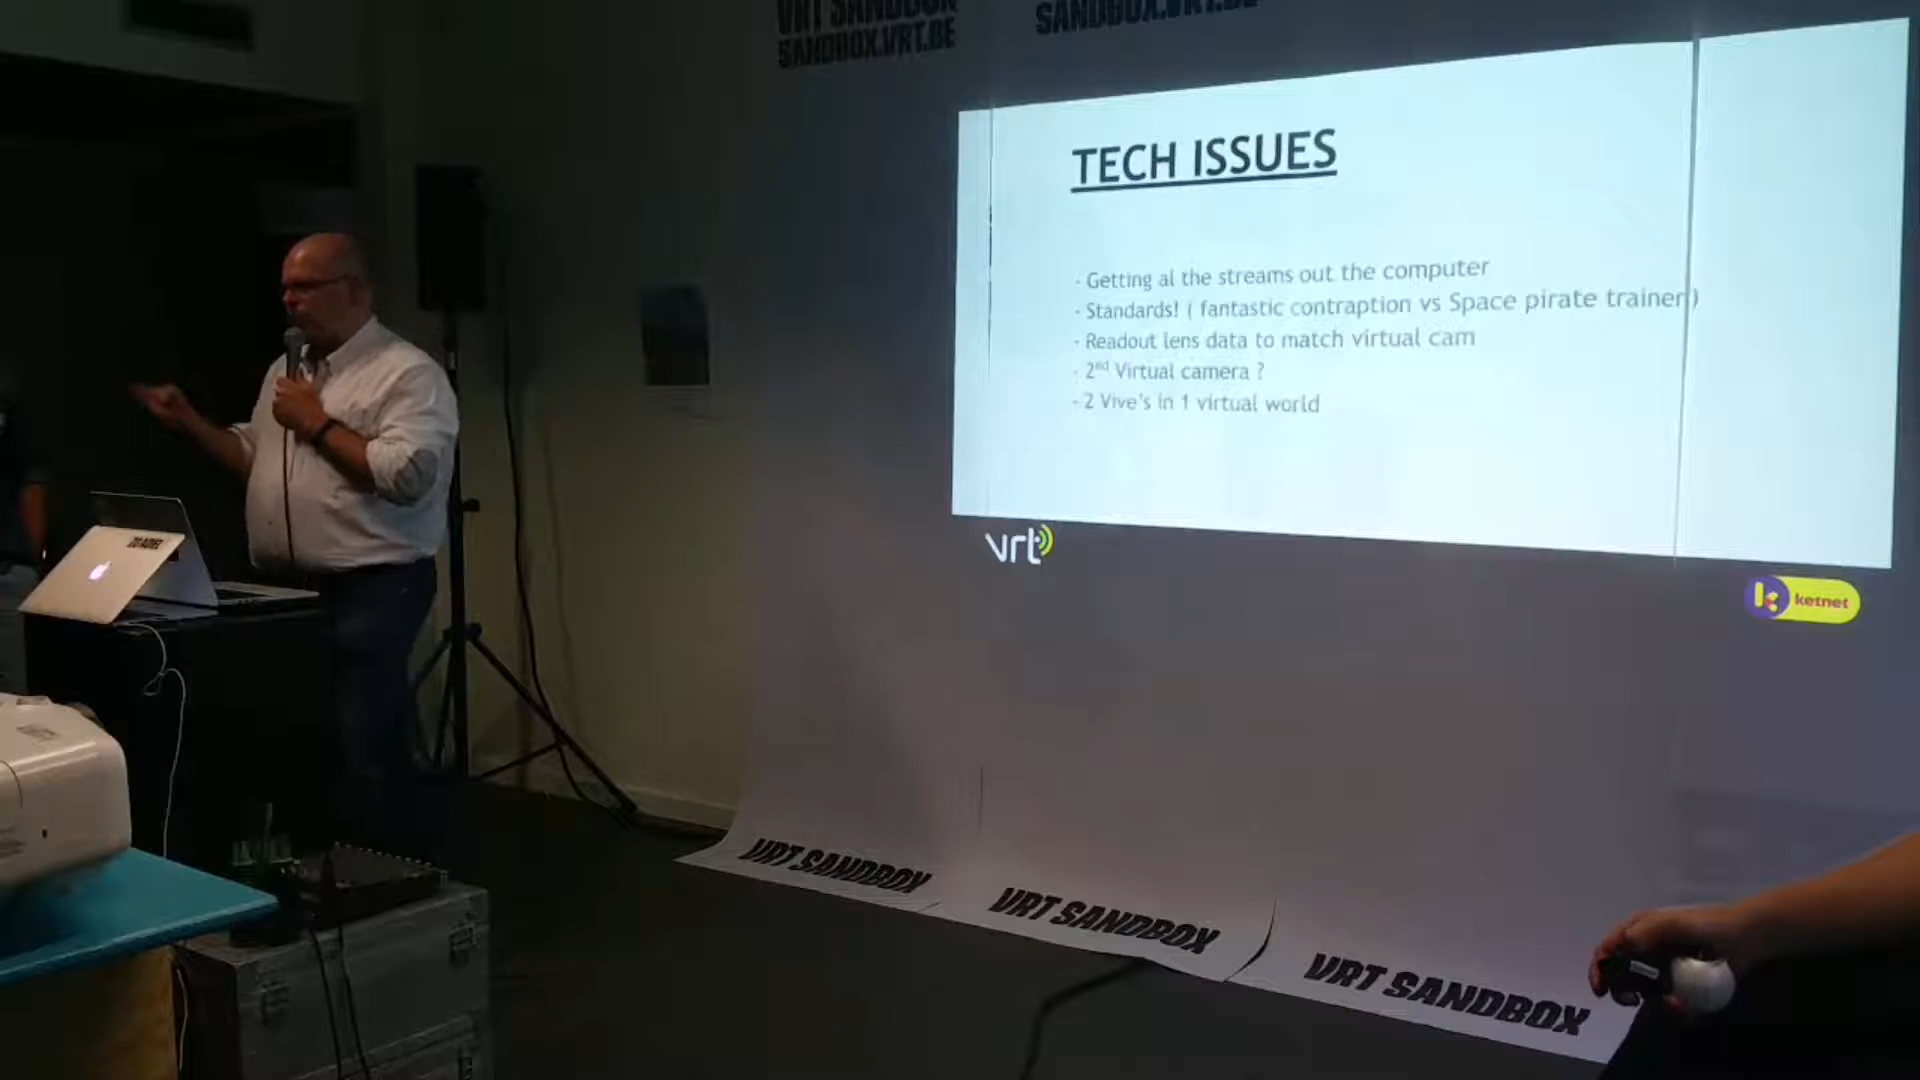 VRT SANDBOX
SANDBOX.VRT.BE
SANDBOX.VRT.BE
TECH ISSUES
- Getting al the streams out the computer
- Standards! ( fantastic contraption vs Space pirate trainer )
- Readout lens data to match virtual cam
- 2nd Virtual camera ?
- 2 Vive's in 1 virtual world
vrt
ketnet
VRT SANDBOX
VRT SANDBOX
VRT SANDBOX